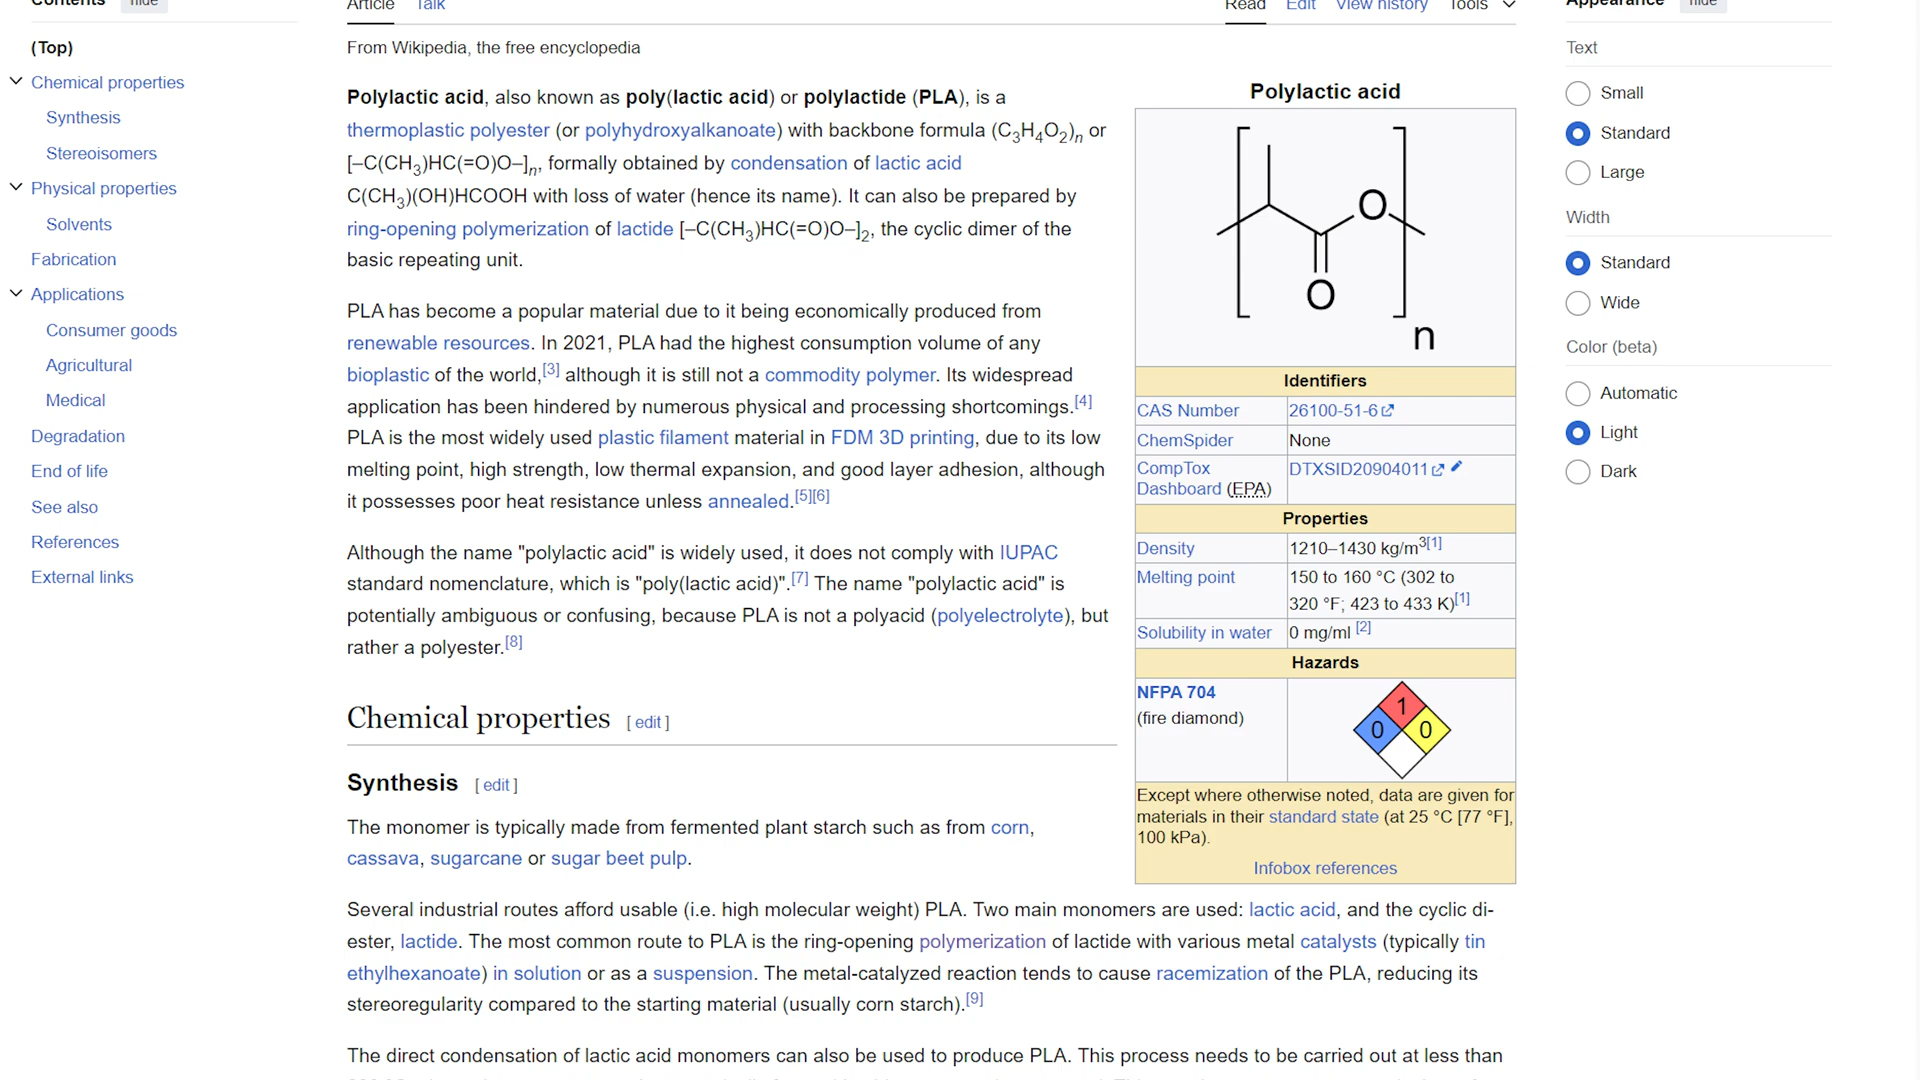 Contents hide
(Top)
Chemical properties
Synthesis
Stereoisomers
Physical properties
Solvents
Fabrication
Applications
Consumer goods
Agricultural
Medical
Degradation
End of life
See also
References
External links
Article Talk Read Edit View history Tools
From Wikipedia, the free encyclopedia
Polylactic acid, also known as poly(lactic acid) or polylactide (PLA), is a
thermoplastic polyester (or polyhydroxyalkanoate) with backbone formula (C3H4O2)n or
[–C(CH3)HC(=O)O–]n, formally obtained by condensation of lactic acid
C(CH3)(OH)HCOOH with loss of water (hence its name). It can also be prepared by
ring-opening polymerization of lactide [–C(CH3)HC(=O)O–]2, the cyclic dimer of the
basic repeating unit.
PLA has become a popular material due to it being economically produced from
renewable resources. In 2021, PLA had the highest consumption volume of any
bioplastic of the world,[3] although it is still not a commodity polymer. Its widespread
application has been hindered by numerous physical and processing shortcomings.[4]
PLA is the most widely used plastic filament material in FDM 3D printing, due to its low
melting point, high strength, low thermal expansion, and good layer adhesion, although
it possesses poor heat resistance unless annealed.[5][6]
Although the name "polylactic acid" is widely used, it does not comply with IUPAC
standard nomenclature, which is "poly(lactic acid)".[7] The name "polylactic acid" is
potentially ambiguous or confusing, because PLA is not a polyacid (polyelectrolyte), but
rather a polyester.[8]
Chemical properties [ edit ]
Synthesis [ edit ]
The monomer is typically made from fermented plant starch such as from corn,
cassava, sugarcane or sugar beet pulp.
Several industrial routes afford usable (i.e. high molecular weight) PLA. Two main monomers are used: lactic acid, and the cyclic di-
ester, lactide. The most common route to PLA is the ring-opening polymerization of lactide with various metal catalysts (typically tin
ethylhexanoate) in solution or as a suspension. The metal-catalyzed reaction tends to cause racemization of the PLA, reducing its
stereoregularity compared to the starting material (usually corn starch).[9]
The direct condensation of lactic acid monomers can also be used to produce PLA. This process needs to be carried out at less than
Polylactic acid
O
O
n
Identifiers
CAS Number 26100-51-6
ChemSpider None
CompTox Dashboard (EPA) DTXSID20904011
Properties
Density 1210–1430 kg/m3[1]
Melting point 150 to 160 °C (302 to
320 °F; 423 to 433 K)[1]
Solubility in water 0 mg/ml [2]
Hazards
NFPA 704
(fire diamond)
1
0 0
Except where otherwise noted, data are given for
materials in their standard state (at 25 °C [77 °F],
100 kPa).
Infobox references
Appearance hide
Text
Small
Standard
Large
Width
Standard
Wide
Color (beta)
Automatic
Light
Dark